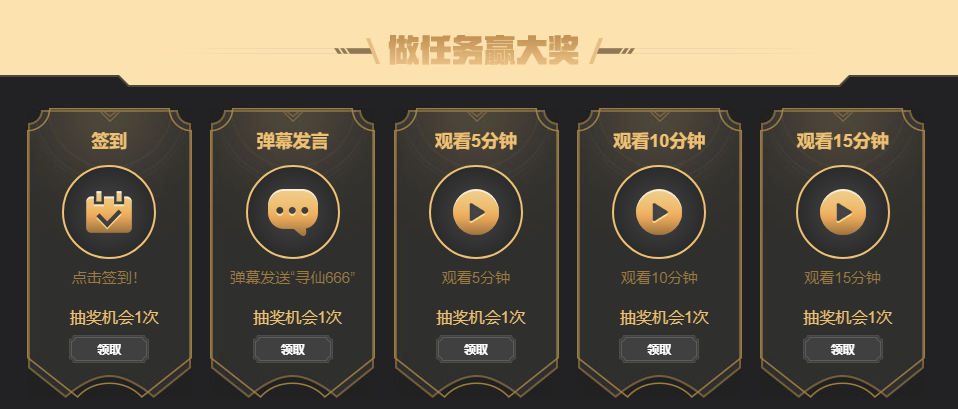 做任务赢大奖
签到
点击签到!
抽奖机会1次
领取
弹幕发言
弹幕发送“寻仙666”
抽奖机会1次
领取
观看5分钟
观看5分钟
抽奖机会1次
领取
观看10分钟
观看10分钟
抽奖机会1次
领取
观看15分钟
观看15分钟
抽奖机会1次
领取